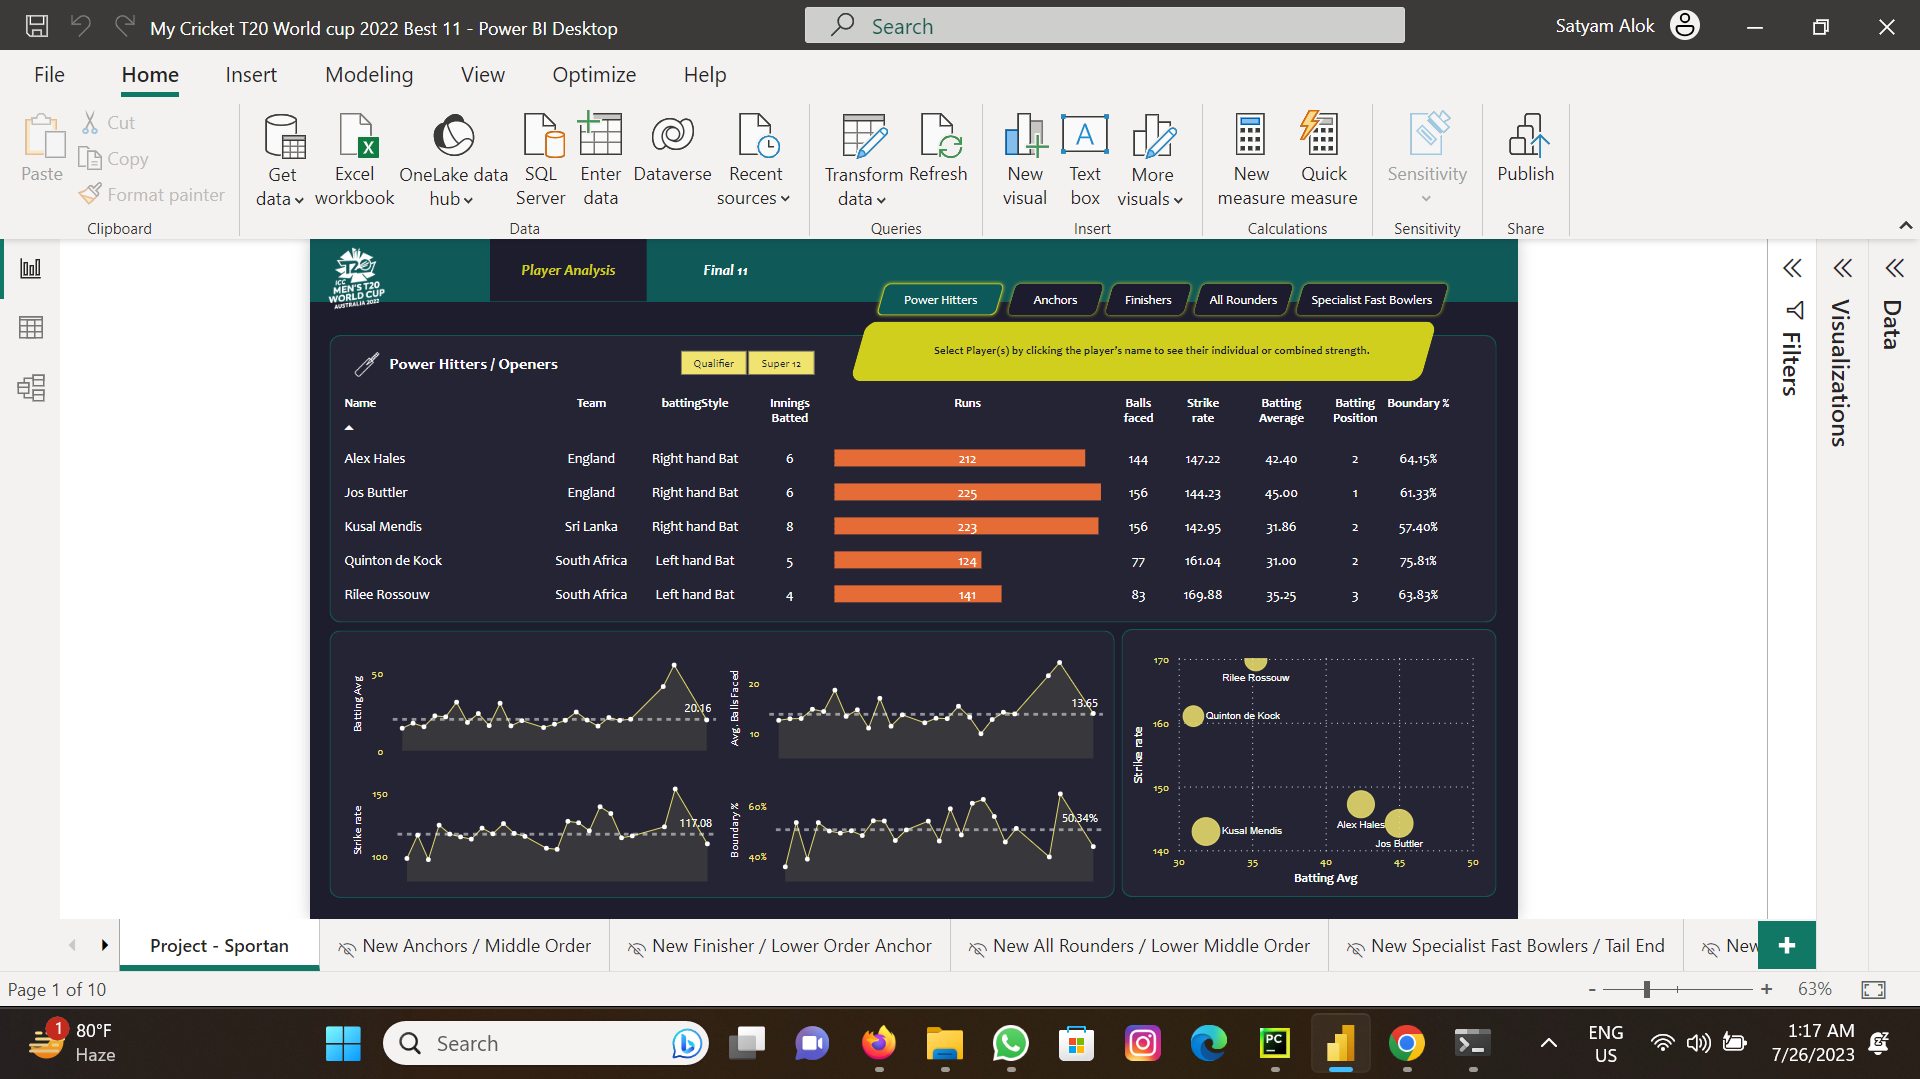 My Cricket T20 World cup 2022 Best 11 - Power BI Desktop
Search
Satyam Alok
File
Home
Insert
Modeling
View
Optimize
Help
Paste
Cut
Copy
Format painter
Clipboard
Get data
Excel workbook
OneLake data hub
SQL Server
Enter data
Dataverse
Recent sources
Data
Transform data
Refresh
Queries
New visual
Text box
More visuals
Insert
New measure
Quick measure
Calculations
Sensitivity
Sensitivity
Publish
Share
ICC
MEN'S T20
WORLD CUP
AUSTRALIA 2022
Player Analysis
Final 11
Power Hitters
Anchors
Finishers
All Rounders
Specialist Fast Bowlers
Select Player(s) by clicking the player's name to see their individual or combined strength.
Power Hitters / Openers
Qualifier
Super 12
Name Team battingStyle Innings Batted Runs Balls faced Strike rate Batting Average Batting Position Boundary %
Alex Hales England Right hand Bat 6 212 144 147.22 42.40 2 64.15%
Jos Buttler England Right hand Bat 6 225 156 144.23 45.00 1 61.33%
Kusal Mendis Sri Lanka Right hand Bat 8 223 156 142.95 31.86 2 57.40%
Quinton de Kock South Africa Left hand Bat 5 124 77 161.04 31.00 2 75.81%
Rilee Rossouw South Africa Left hand Bat 4 141 83 169.88 35.25 3 63.83%
Batting Avg
50
0
20.16
Avg. Balls Faced
20
10
13.65
Strike rate
150
100
117.08
Boundary %
60%
40%
50.34%
Strike rate
170
160
150
140
Rilee Rossouw
Quinton de Kock
Alex Hales
Kusal Mendis
Jos Buttler
30 35 40 45 50
Batting Avg
Filters
Visualizations
Data
Project - Sportan
New Anchors / Middle Order
New Finisher / Lower Order Anchor
New All Rounders / Lower Middle Order
New Specialist Fast Bowlers / Tail End
New
Page 1 of 10
- + 63%
1
80°F
Haze
Search
PC
ENG
US
1:17 AM
7/26/2023